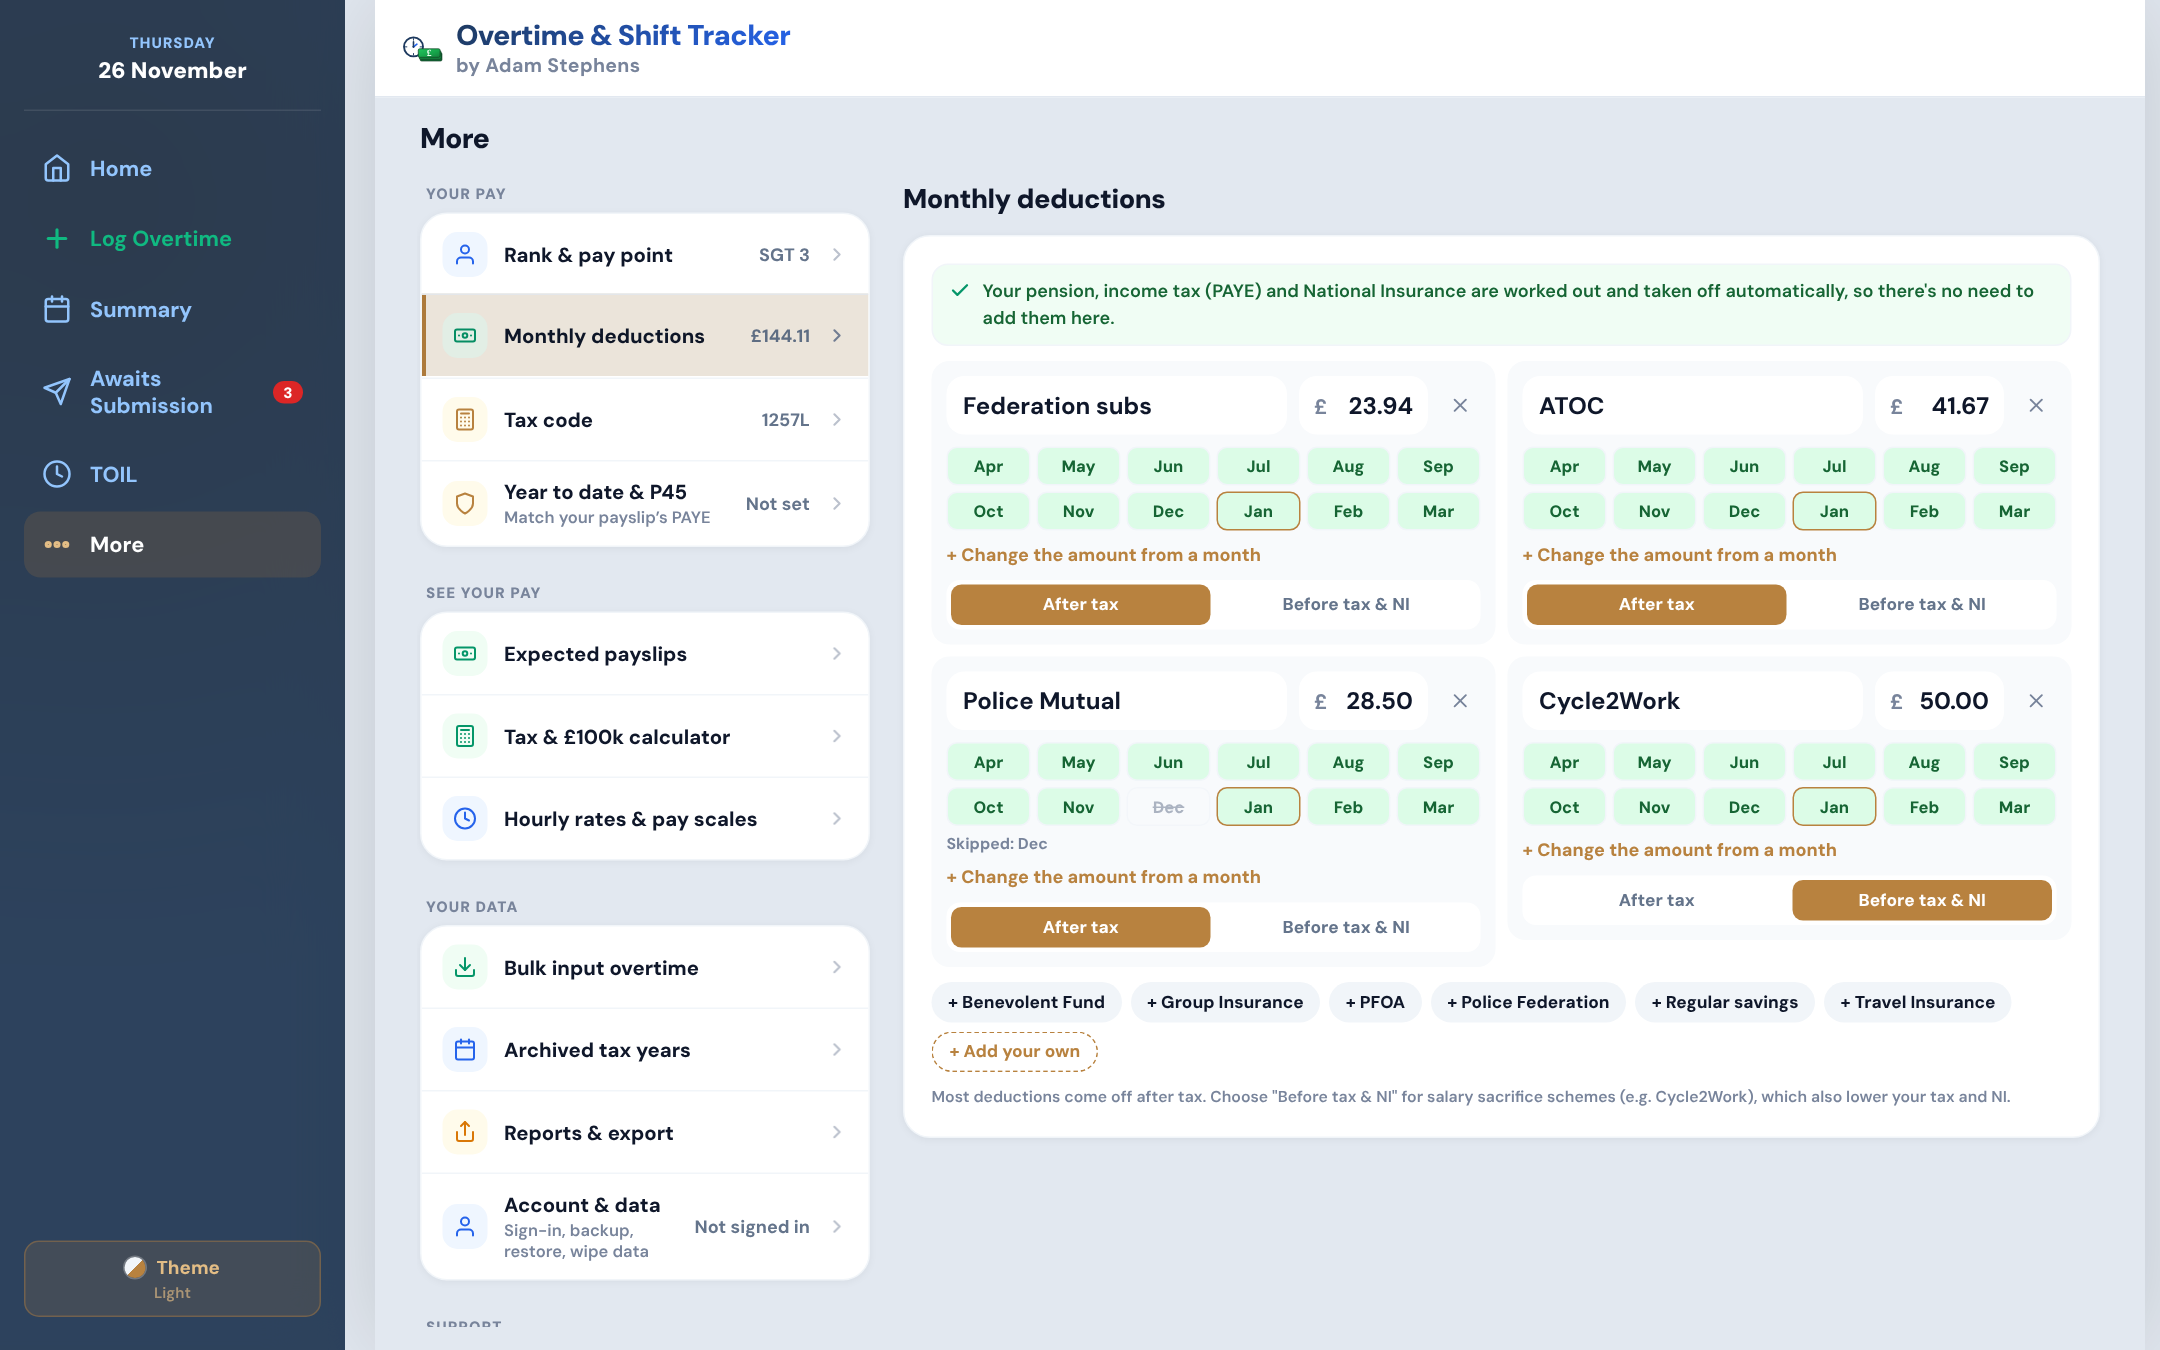 THURSDAY
26 November
Home
Log Overtime
Summary
Awaits
Submission
3
TOIL
More
Theme
Light
£
Overtime & Shift Tracker
by Adam Stephens
More
YOUR PAY
Rank & pay point
SGT 3
Monthly deductions
£144.11
Tax code
1257L
Year to date & P45
Match your payslip’s PAYE
Not set
SEE YOUR PAY
Expected payslips
Tax & £100k calculator
Hourly rates & pay scales
YOUR DATA
Bulk input overtime
Archived tax years
Reports & export
Account & data
Sign-in, backup,
restore, wipe data
Not signed in
SUPPORT
Monthly deductions
Your pension, income tax (PAYE) and National Insurance are worked out and taken off automatically, so there's no need to
add them here.
Federation subs £ 23.94
Apr May Jun Jul Aug Sep
Oct Nov Dec Jan Feb Mar
+ Change the amount from a month
After tax Before tax & NI
ATOC £ 41.67
Apr May Jun Jul Aug Sep
Oct Nov Dec Jan Feb Mar
+ Change the amount from a month
After tax Before tax & NI
Police Mutual £ 28.50
Apr May Jun Jul Aug Sep
Oct Nov Dec Jan Feb Mar
Skipped: Dec
+ Change the amount from a month
After tax Before tax & NI
Cycle2Work £ 50.00
Apr May Jun Jul Aug Sep
Oct Nov Dec Jan Feb Mar
+ Change the amount from a month
After tax Before tax & NI
+ Benevolent Fund + Group Insurance + PFOA + Police Federation + Regular savings + Travel Insurance
+ Add your own
Most deductions come off after tax. Choose "Before tax & NI" for salary sacrifice schemes (e.g. Cycle2Work), which also lower your tax and NI.